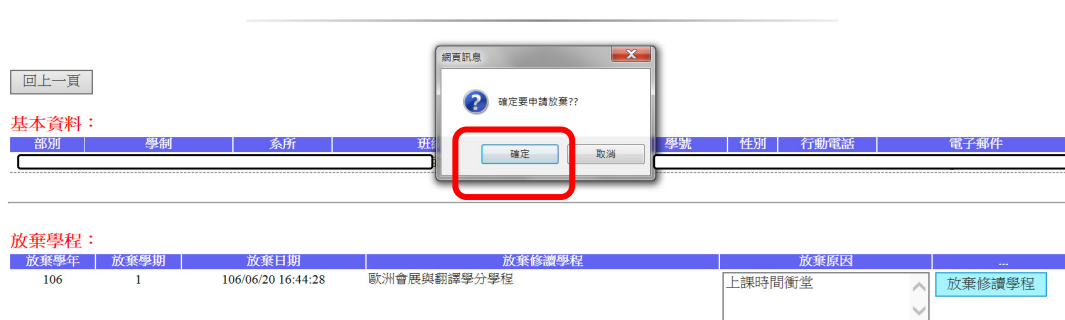 網頁訊息
回上一頁
確定要申請放棄??
基本資料：
部別 學制 系所 學號 性別 行動電話 電子郵件
確定 取消
放棄學程：
放棄學年 放棄學期 放棄日期 放棄修讀學程 放棄原因 ...
106 1 106/06/20 16:44:28 歐洲會展與翻譯學分學程 上課時間衝堂 放棄修讀學程